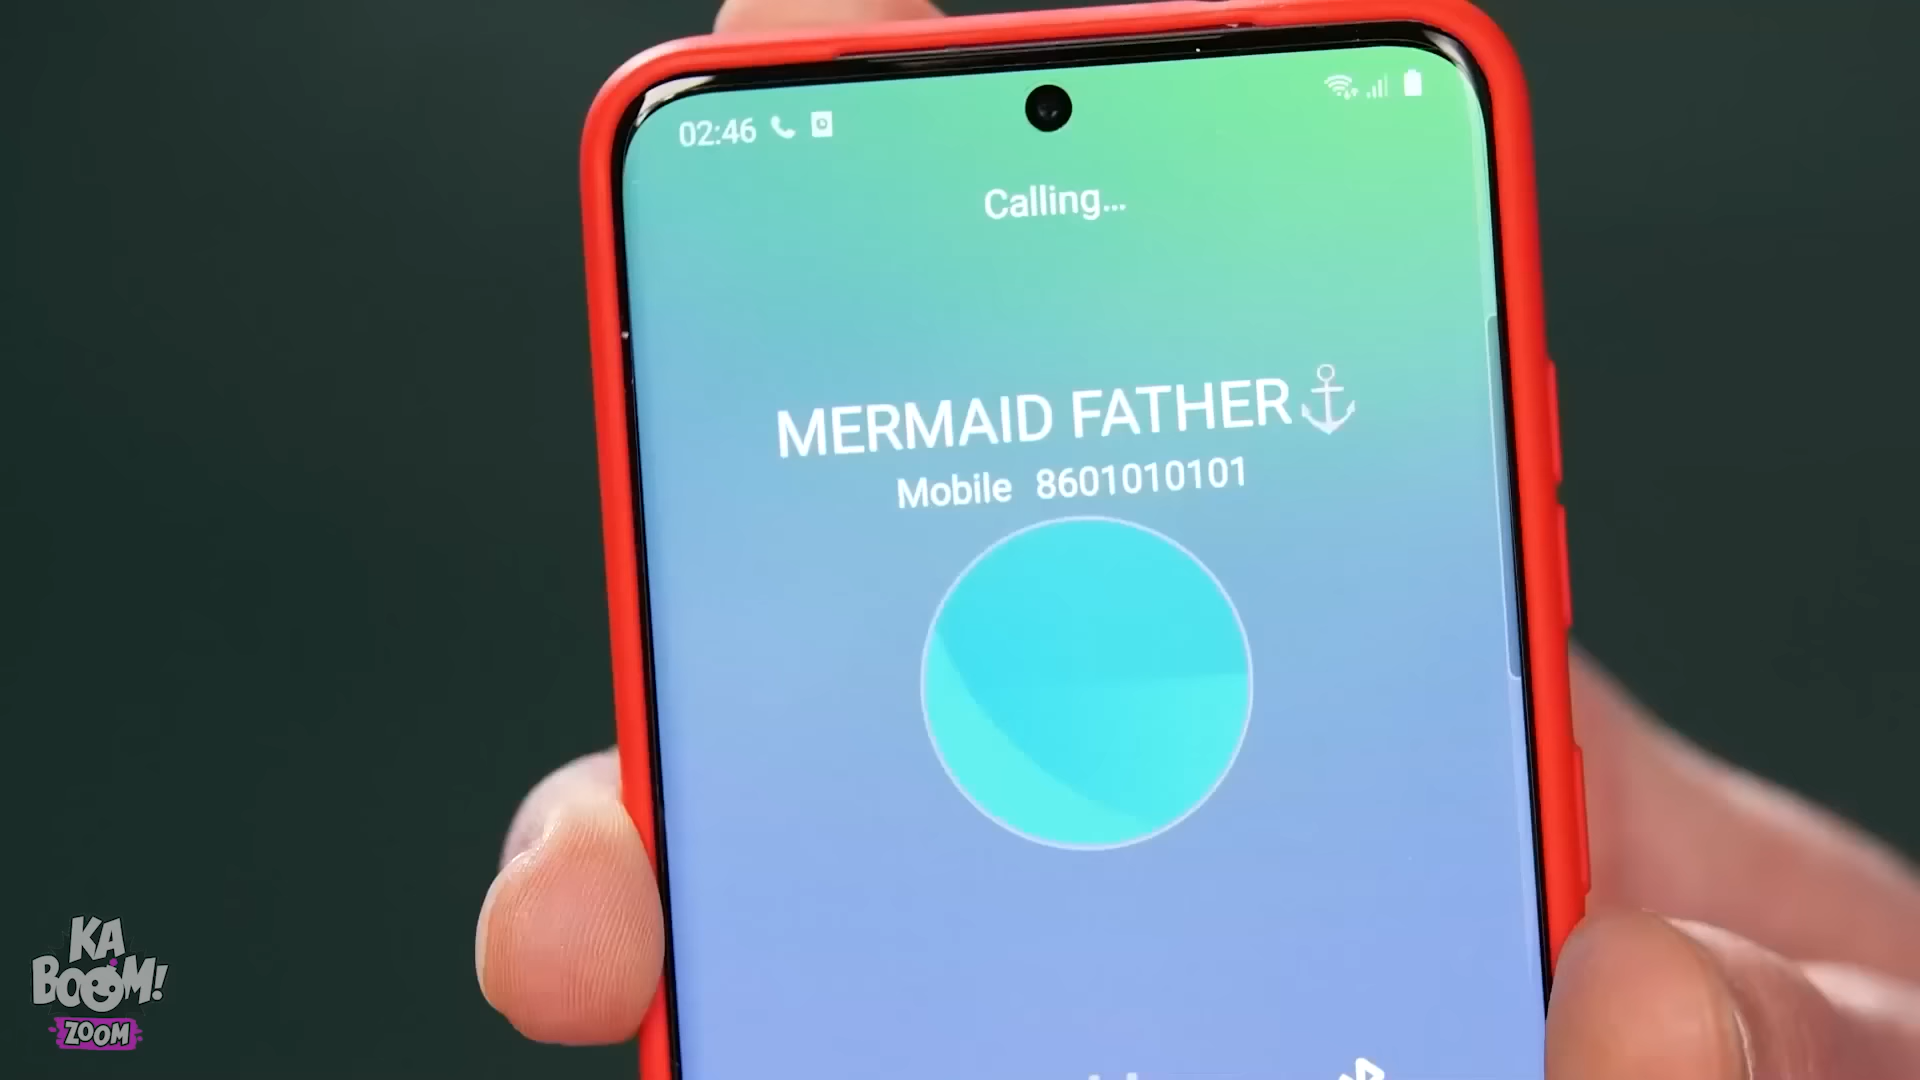 02:46
Calling...
MERMAID FATHER⚓
Mobile 8601010101
KA
BOOM!
ZOOM